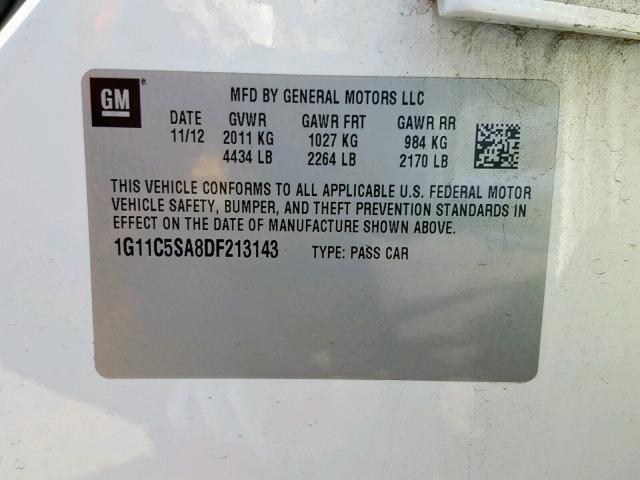 GM ®
MFD BY GENERAL MOTORS LLC
DATE GVWR GAWR FRT GAWR RR
11/12 2011 KG 1027 KG 984 KG
4434 LB 2264 LB 2170 LB
THIS VEHICLE CONFORMS TO ALL APPLICABLE U.S. FEDERAL MOTOR
VEHICLE SAFETY, BUMPER, AND THEFT PREVENTION STANDARDS IN
EFFECT ON THE DATE OF MANUFACTURE SHOWN ABOVE.
1G11C5SA8DF213143 TYPE: PASS CAR